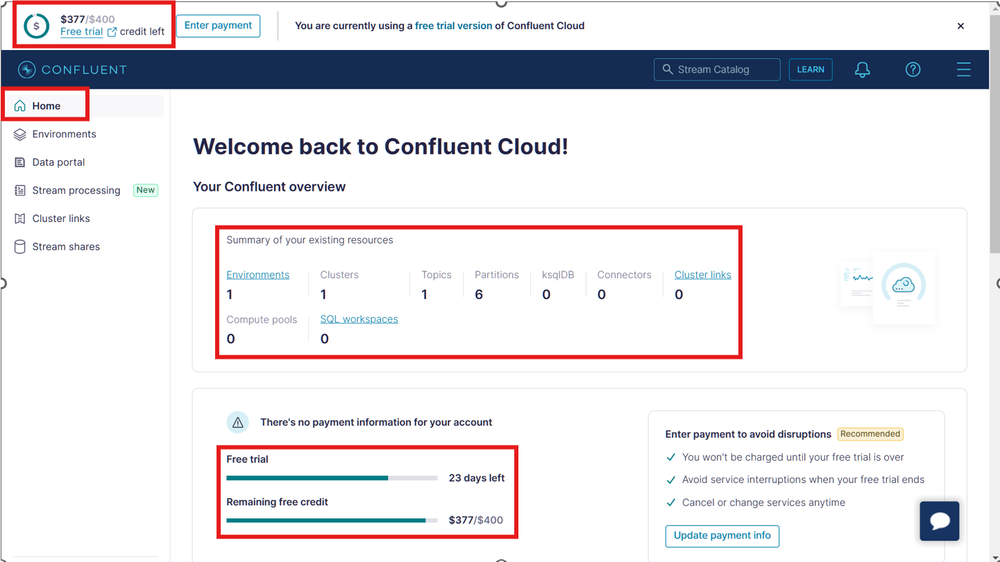 $377/$400
Free trial credit left
Enter payment
You are currently using a free trial version of Confluent Cloud
CONFLUENT
Stream Catalog
LEARN
Home
Environments
Data portal
Stream processing New
Cluster links
Stream shares
Welcome back to Confluent Cloud!
Your Confluent overview
Summary of your existing resources
Environments Clusters Topics Partitions ksqlDB Connectors Cluster links
1 1 1 6 0 0 0
Compute pools SQL workspaces
0 0
There's no payment information for your account
Free trial
23 days left
Remaining free credit
$377/$400
Enter payment to avoid disruptions Recommended
You won't be charged until your free trial is over
Avoid service interruptions when your free trial ends
Cancel or change services anytime
Update payment info